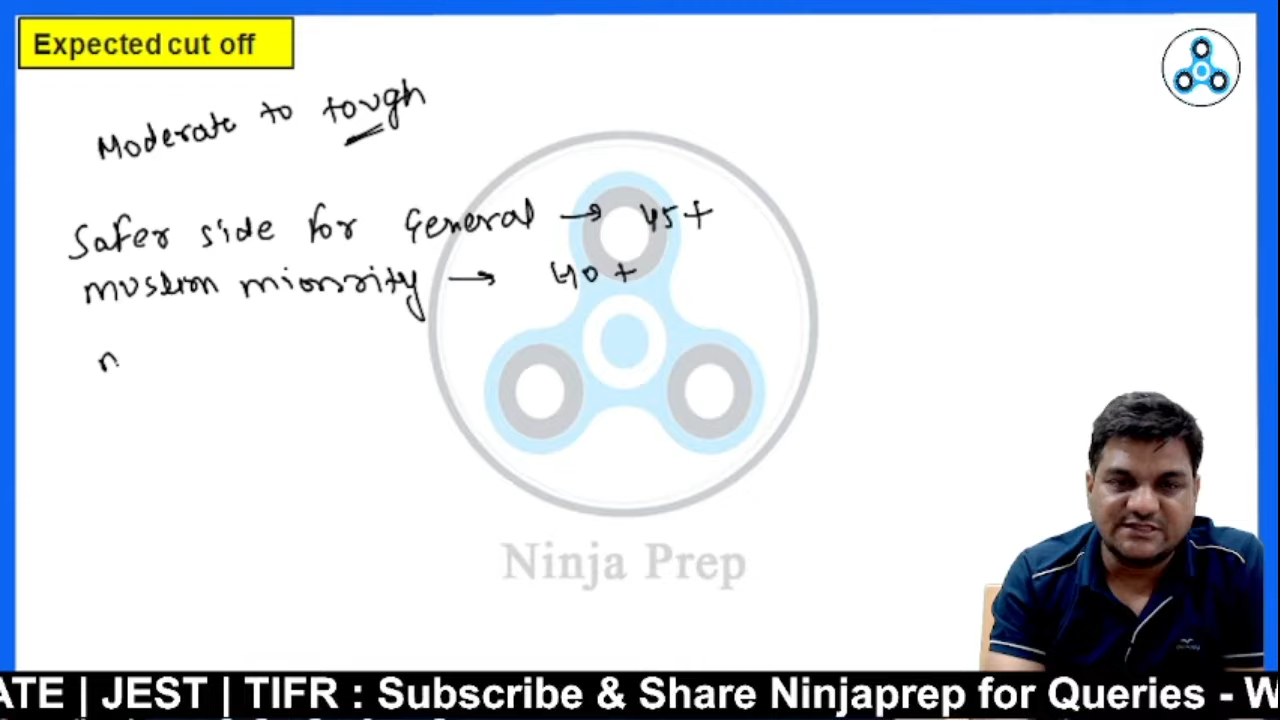 Expected cut off
Moderate to tough
Safer side for General → 45+
muslim mionority → 40+
n
Ninja Prep
ATE | JEST | TIFR : Subscribe & Share Ninjaprep for Queries - W